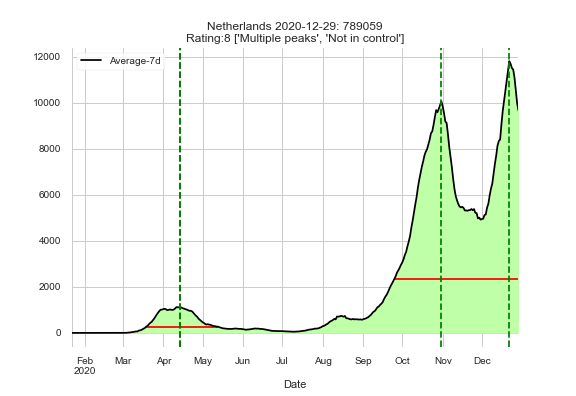 Netherlands 2020-12-29: 789059
Rating:8 ['Multiple peaks', 'Not in control']
Average-7d
12000
10000
8000
6000
4000
2000
0
Feb Mar Apr May Jun Jul Aug Sep Oct Nov Dec
2020
Date